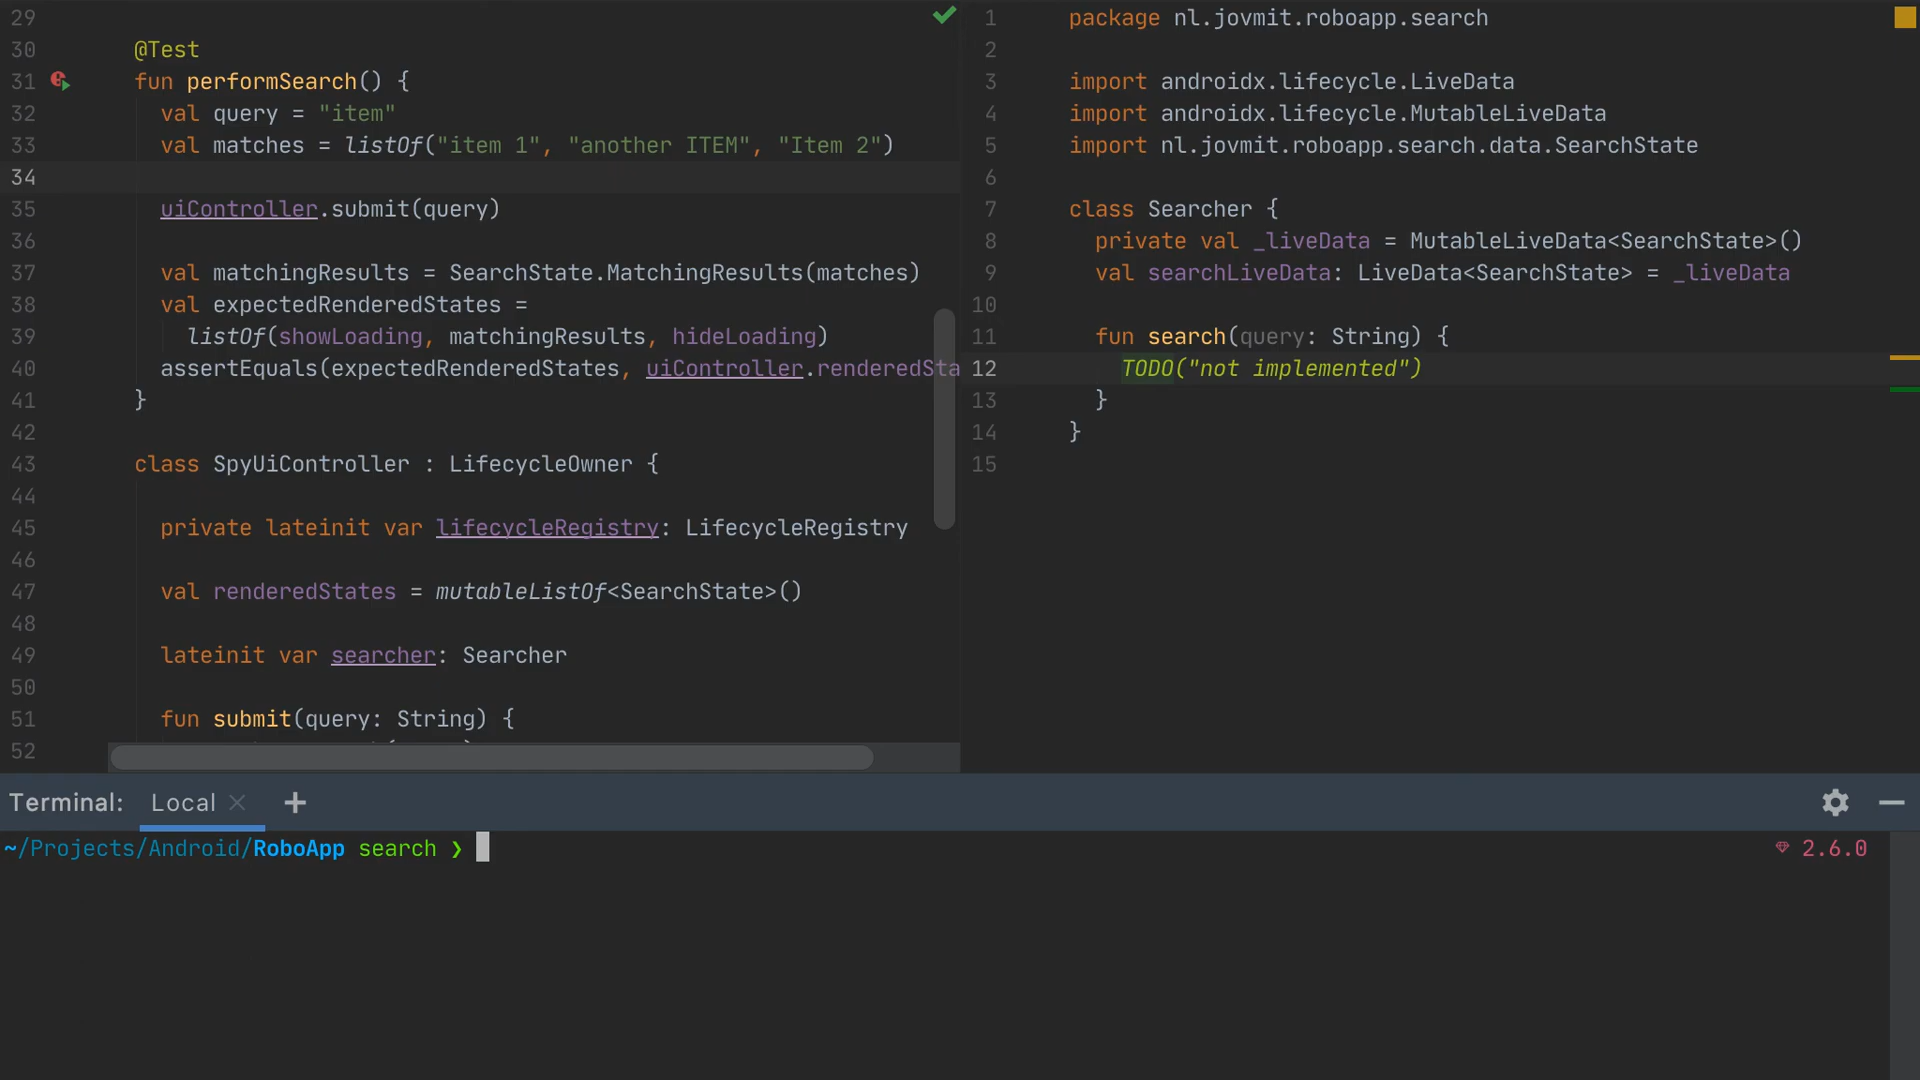 29
30 @Test
31 fun performSearch() {
32 val query = "item"
33 val matches = listOf("item 1", "another ITEM", "Item 2")
34
35 uiController.submit(query)
36
37 val matchingResults = SearchState.MatchingResults(matches)
38 val expectedRenderedStates =
39 listOf(showLoading, matchingResults, hideLoading)
40 assertEquals(expectedRenderedStates, uiController.renderedSta
41 }
42
43 class SpyUiController : LifecycleOwner {
44
45 private lateinit var lifecycleRegistry: LifecycleRegistry
46
47 val renderedStates = mutableListOf<SearchState>()
48
49 lateinit var searcher: Searcher
50
51 fun submit(query: String) {
52
1 package nl.jovmit.roboapp.search
2
3 import androidx.lifecycle.LiveData
4 import androidx.lifecycle.MutableLiveData
5 import nl.jovmit.roboapp.search.data.SearchState
6
7 class Searcher {
8 private val _liveData = MutableLiveData<SearchState>()
9 val searchLiveData: LiveData<SearchState> = _liveData
10
11 fun search(query: String) {
12 TODO("not implemented")
13 }
14 }
15
Terminal: Local
~/Projects/Android/RoboApp search ❯ 2.6.0